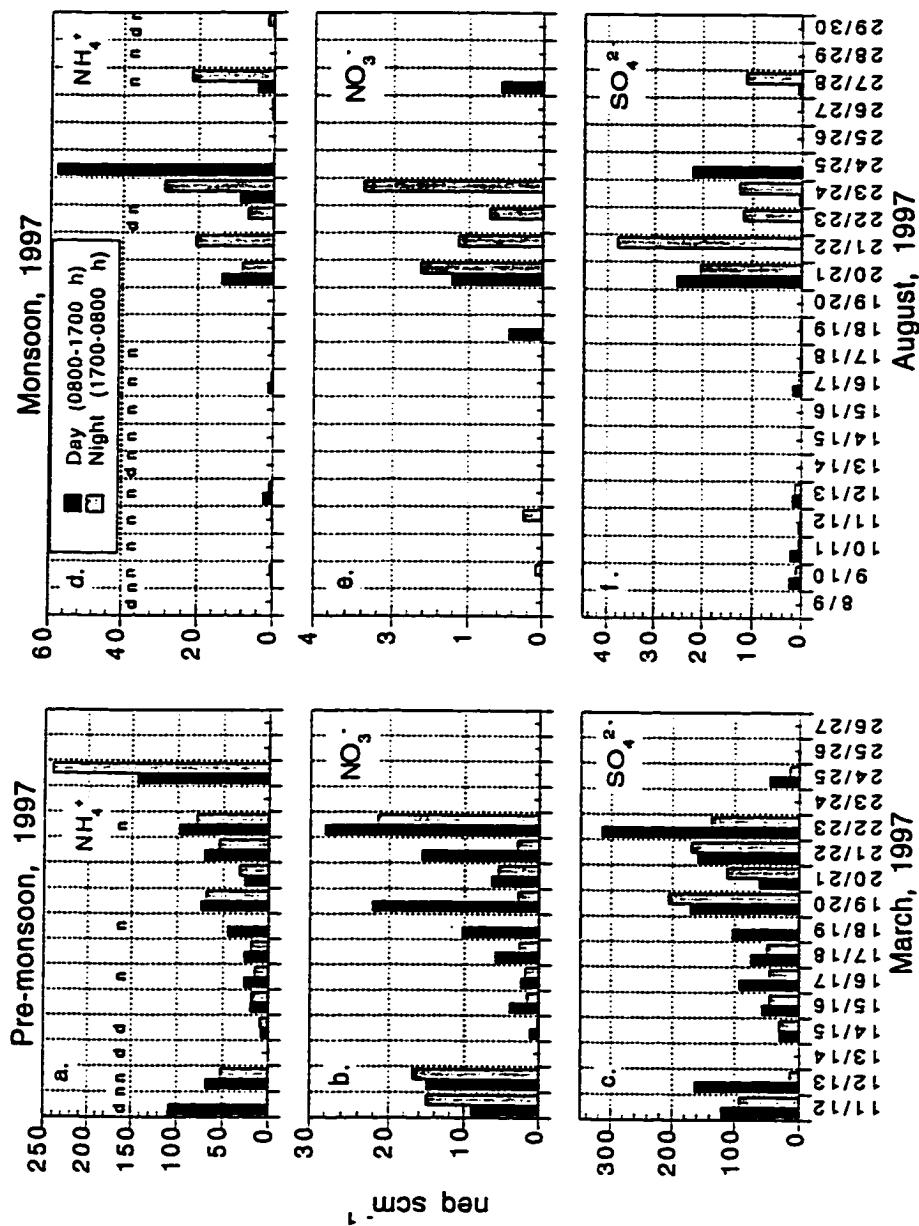 Pre-monsoon, 1997
Monsoon, 1997
neq scm-1
a.
NH4+
250
200
150
100
50
0
d n n d d n n n
b.
NO3-
30
20
10
0
c.
SO42-
300
200
100
0
11/12 12/13 13/14 14/15 15/16 16/17 17/18 18/19 19/20 20/21 21/22 22/23 23/24 24/25 25/26 26/27
March, 1997
d.
Day (0800-1700 h)
Night (1700-0800 h)
NH4+
60
40
20
0
d n n n n n d n n n n d n n n d
e.
NO3-
4
3
2
1
0
f.
SO42-
40
30
20
10
0
8/9 9/10 10/11 11/12 12/13 13/14 14/15 15/16 16/17 17/18 18/19 19/20 20/21 21/22 22/23 23/24 24/25 25/26 26/27 27/28 28/29 29/30
August, 1997